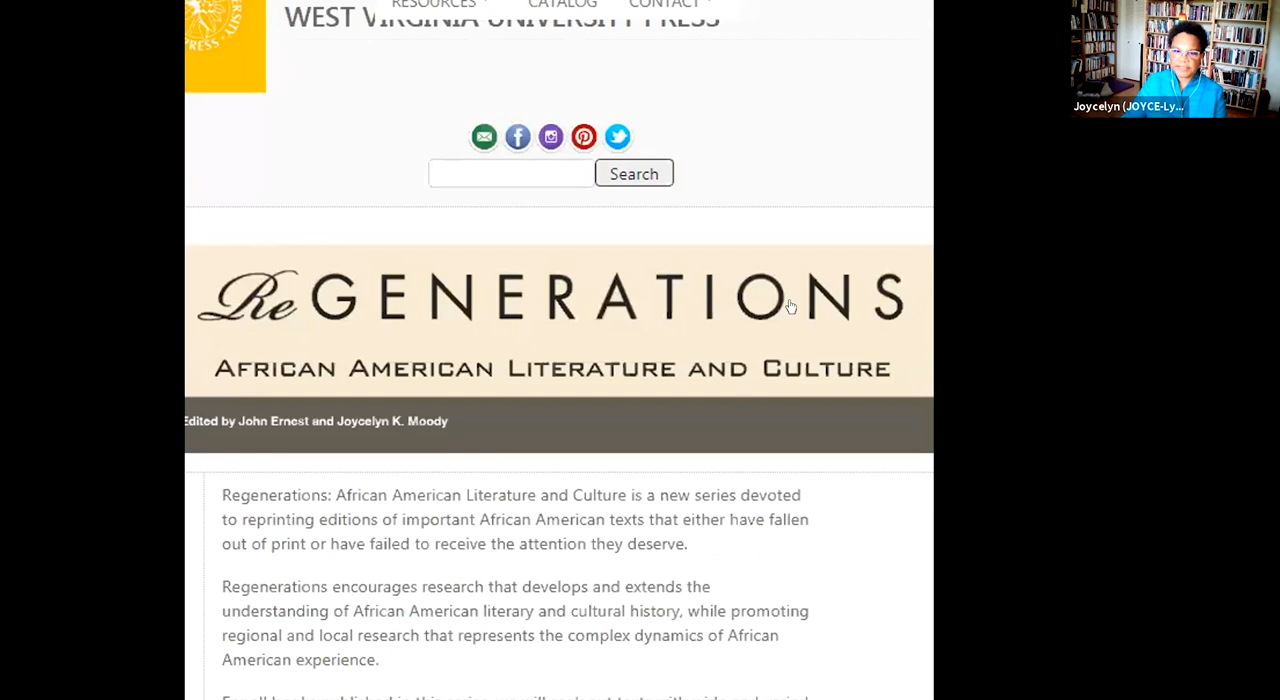 RESOURCES CATALOG CONTACT
WEST VIRGINIA UNIVERSITY PRESS
PRESS
Joycelyn (JOYCE-Ly...
Search
ReGENERATIONS
AFRICAN AMERICAN LITERATURE AND CULTURE
Edited by John Ernest and Joycelyn K. Moody
Regenerations: African American Literature and Culture is a new series devoted
to reprinting editions of important African American texts that either have fallen
out of print or have failed to receive the attention they deserve.
Regenerations encourages research that develops and extends the
understanding of African American literary and cultural history, while promoting
regional and local research that represents the complex dynamics of African
American experience.